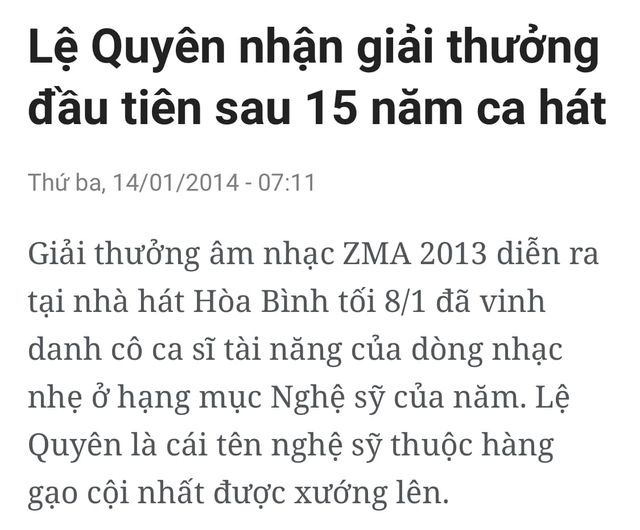 Lệ Quyên nhận giải thưởng
đầu tiên sau 15 năm ca hát
Thứ ba, 14/01/2014 - 07:11
Giải thưởng âm nhạc ZMA 2013 diễn ra
tại nhà hát Hòa Bình tối 8/1 đã vinh
danh cô ca sĩ tài năng của dòng nhạc
nhẹ ở hạng mục Nghệ sỹ của năm. Lệ
Quyên là cái tên nghệ sỹ thuộc hàng
gạo cội nhất được xướng lên.